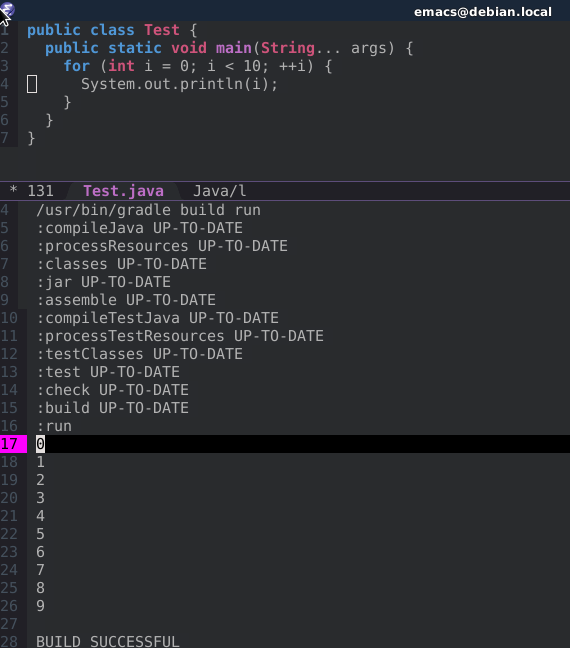 emacs@debian.local
1 public class Test {
2   public static void main(String... args) {
3     for (int i = 0; i < 10; ++i) {
4       System.out.println(i);
5     }
6   }
7 }
* 131 Test.java Java/l
4 /usr/bin/gradle build run
5 :compileJava UP-TO-DATE
6 :processResources UP-TO-DATE
7 :classes UP-TO-DATE
8 :jar UP-TO-DATE
9 :assemble UP-TO-DATE
10 :compileTestJava UP-TO-DATE
11 :processTestResources UP-TO-DATE
12 :testClasses UP-TO-DATE
13 :test UP-TO-DATE
14 :check UP-TO-DATE
15 :build UP-TO-DATE
16 :run
17 0
18 1
19 2
20 3
21 4
22 5
23 6
24 7
25 8
26 9
27
28 BUILD SUCCESSFUL